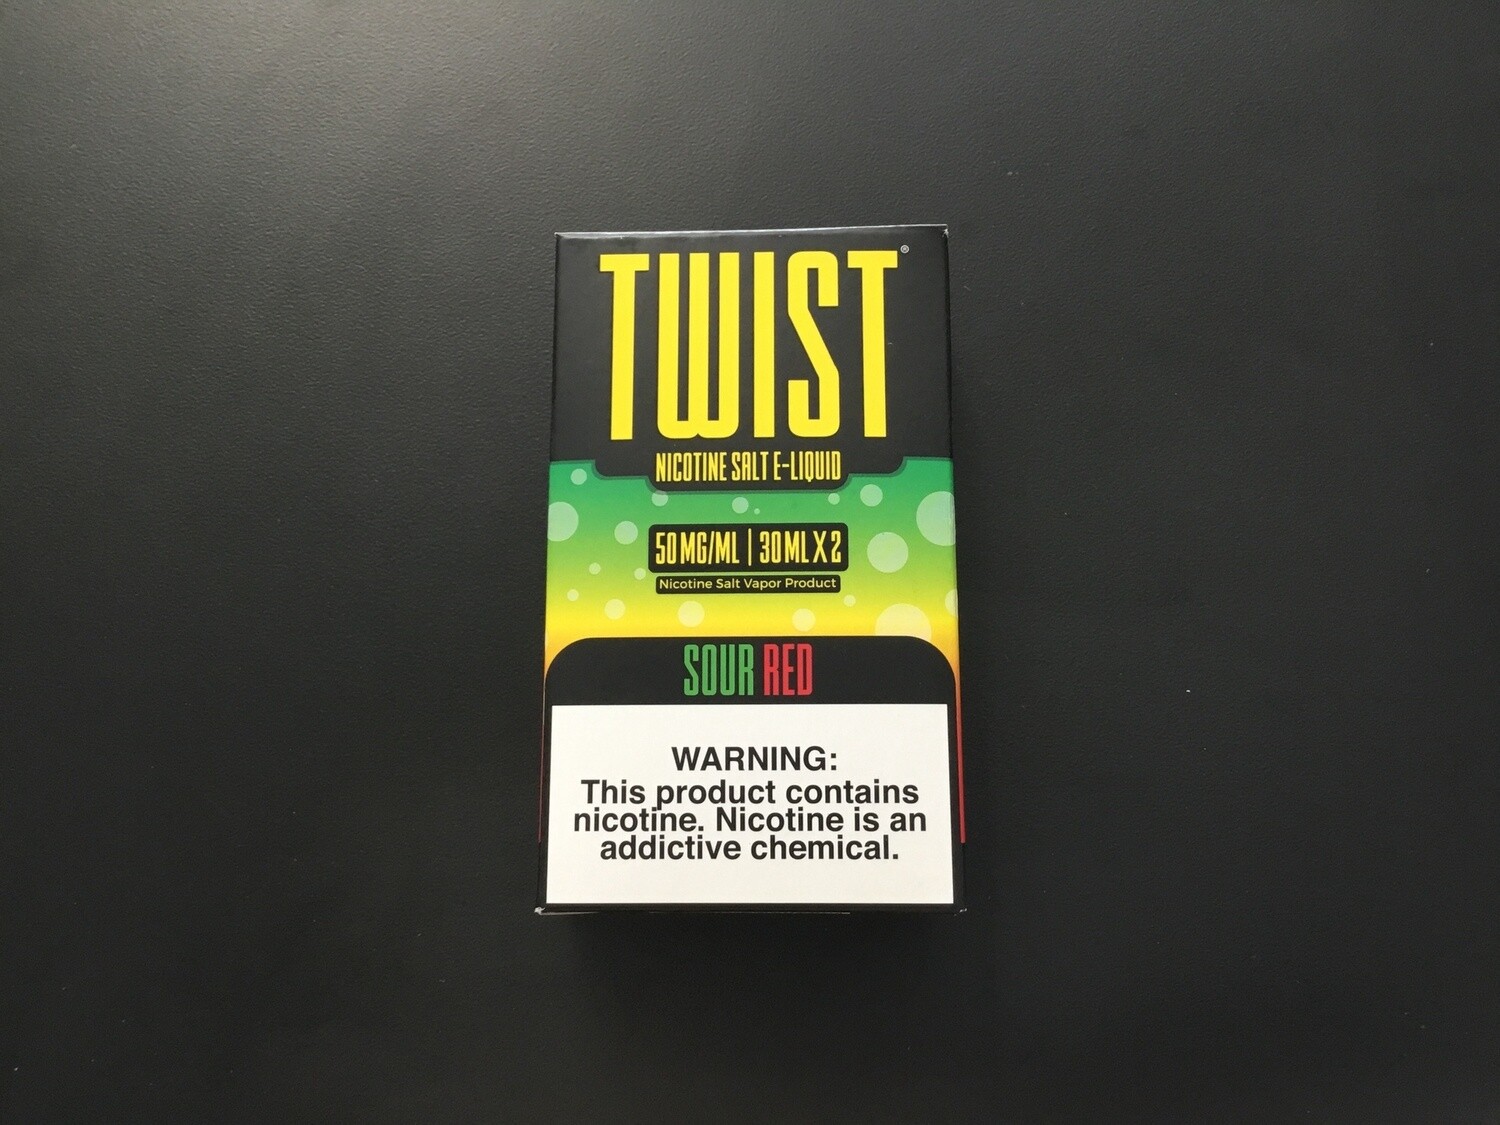 TWIST®
NICOTINE SALT E-LIQUID
50 MG/ML | 30 ML X 2
Nicotine Salt Vapor Product
SOUR RED
WARNING:
This product contains
nicotine. Nicotine is an
addictive chemical.